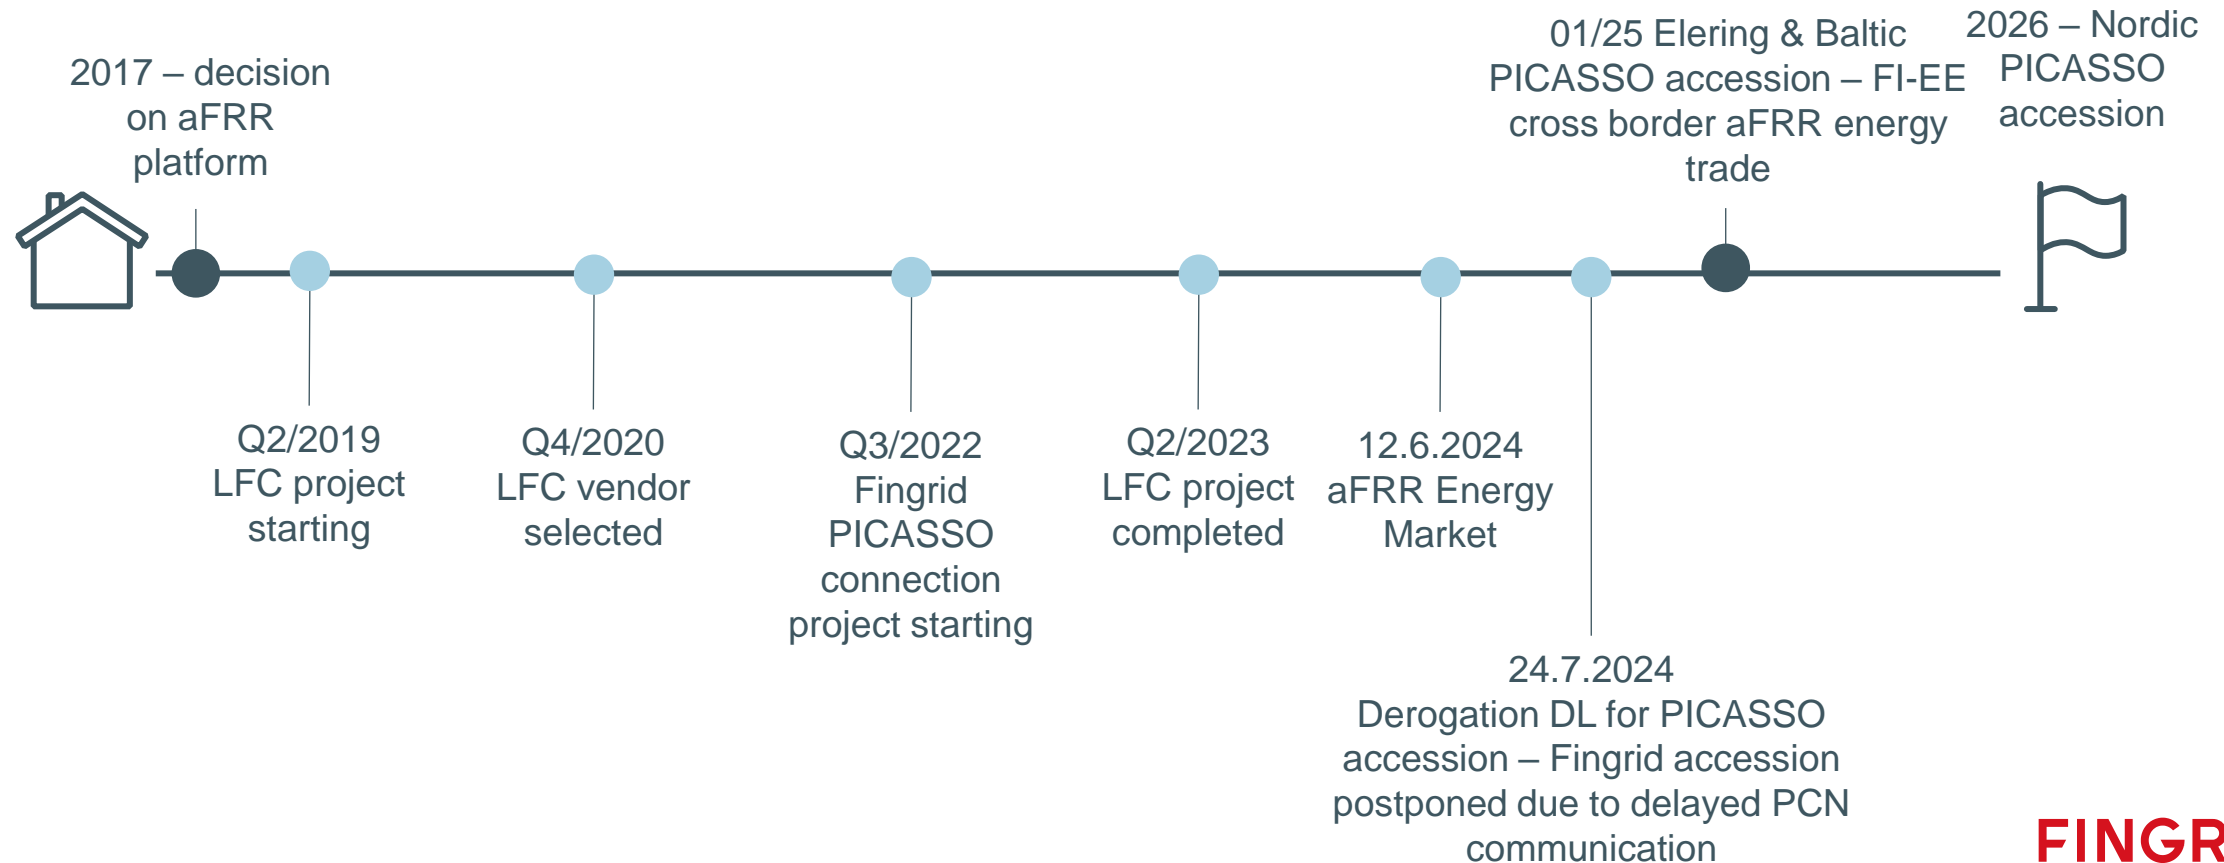 2017 – decision
on aFRR
platform
Q2/2019
LFC project
starting
Q4/2020
LFC vendor
selected
Q3/2022
Fingrid
PICASSO
connection
project starting
Q2/2023
LFC project
completed
12.6.2024
aFRR Energy
Market
24.7.2024
Derogation DL for PICASSO
accession – Fingrid accession
postponed due to delayed PCN
communication
01/25 Elering & Baltic
PICASSO accession – FI-EE
cross border aFRR energy
trade
2026 – Nordic
PICASSO
accession
FINGR